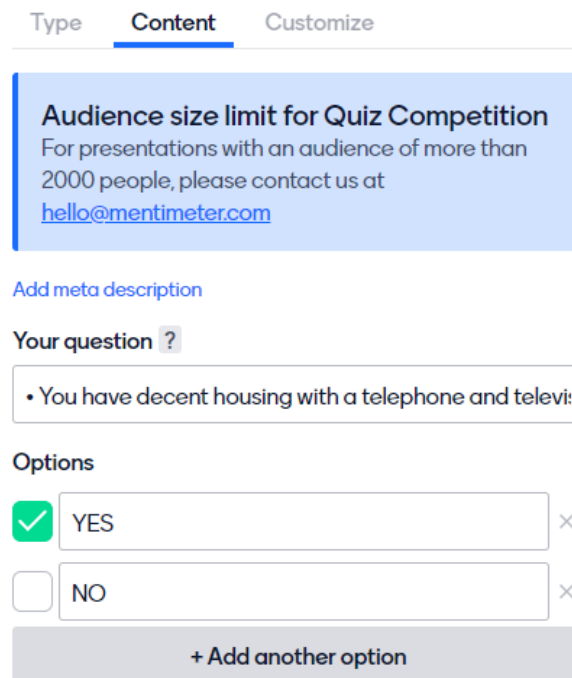 Type Content Customize
Audience size limit for Quiz Competition
For presentations with an audience of more than
2000 people, please contact us at
hello@mentimeter.com
Add meta description
Your question ?
• You have decent housing with a telephone and televis
Options
YES
NO
+ Add another option